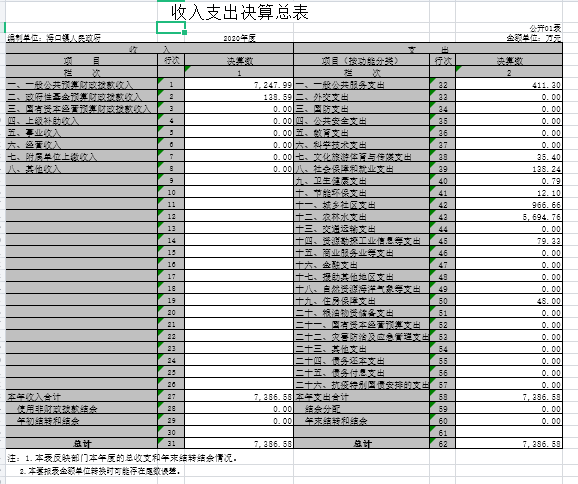 收入支出决算总表
公开01表
编制单位：海口镇人民政府 2020年度 金额单位：万元
收 入 支 出
项 目 行次 决算数 项目（按功能分类） 行次 决算数
栏 次 1 栏 次 2
一、一般公共预算财政拨款收入 1 7,247.99 一、一般公共服务支出 32 411.30
二、政府性基金预算财政拨款收入 2 138.59 二、外交支出 33 0.00
三、国有资本经营预算财政拨款收入 3 0.00 三、国防支出 34 0.00
四、上级补助收入 4 0.00 四、公共安全支出 35 0.00
五、事业收入 5 0.00 五、教育支出 36 0.00
六、经营收入 6 0.00 六、科学技术支出 37 0.00
七、附属单位上缴收入 7 0.00 七、文化旅游体育与传媒支出 38 35.40
八、其他收入 8 0.00 八、社会保障和就业支出 39 138.24
9 九、卫生健康支出 40 0.79
10 十、节能环保支出 41 12.10
11 十一、城乡社区支出 42 966.66
12 十二、农林水支出 43 5,694.76
13 十三、交通运输支出 44 0.00
14 十四、资源勘探工业信息等支出 45 79.33
15 十五、商业服务业等支出 46 0.00
16 十六、金融支出 47 0.00
17 十七、援助其他地区支出 48 0.00
18 十八、自然资源海洋气象等支出 49 0.00
19 十九、住房保障支出 50 48.00
20 二十、粮油物资储备支出 51 0.00
21 二十一、国有资本经营预算支出 52 0.00
22 二十二、灾害防治及应急管理支出 53 0.00
23 二十三、其他支出 54 0.00
24 二十四、债务还本支出 55 0.00
25 二十五、债务付息支出 56 0.00
26 二十六、抗疫特别国债安排的支出 57 0.00
本年收入合计 27 7,386.58 本年支出合计 58 7,386.58
使用非财政拨款结余 28 0.00 结余分配 59 0.00
年初结转和结余 29 0.00 年末结转和结余 60 0.00
30 61
总计 31 7,386.58 总计 62 7,386.58
注：1.本表反映部门本年度的总收支和年末结转结余情况。
2.本套报表金额单位转换时可能存在尾数误差。